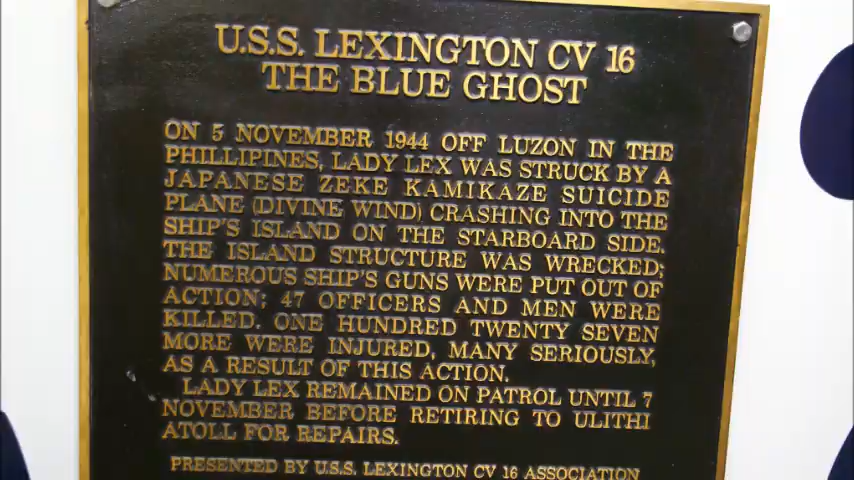 U.S.S. LEXINGTON CV 16
THE BLUE GHOST
ON 5 NOVEMBER 1944 OFF LUZON IN THE
PHILLIPINES, LADY LEX WAS STRUCK BY A
JAPANESE ZEKE KAMIKAZE SUICIDE
PLANE (DIVINE WIND) CRASHING INTO THE
SHIP'S ISLAND ON THE STARBOARD SIDE.
THE ISLAND STRUCTURE WAS WRECKED;
NUMEROUS SHIP'S GUNS WERE PUT OUT OF
ACTION; 47 OFFICERS AND MEN WERE
KILLED. ONE HUNDRED TWENTY SEVEN
MORE WERE INJURED, MANY SERIOUSLY,
AS A RESULT OF THIS ACTION.
LADY LEX REMAINED ON PATROL UNTIL 7
NOVEMBER BEFORE RETIRING TO ULITHI
ATOLL FOR REPAIRS.
PRESENTED BY U.S.S. LEXINGTON CV 16 ASSOCIATION